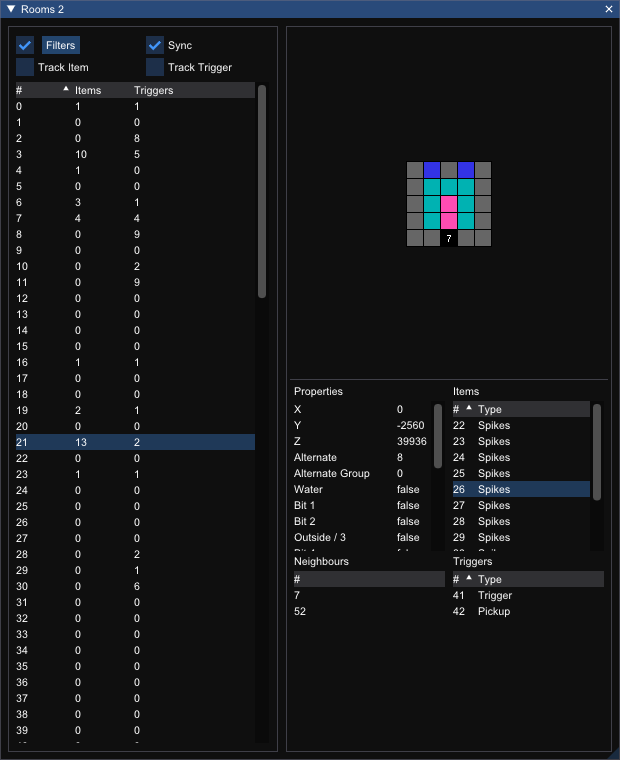 Rooms 2
Filters Sync
Track Item Track Trigger
# Items Triggers
0 1 1
1 0 0
2 0 8
3 10 5
4 1 0
5 0 0
6 3 1
7 4 4
8 0 9
9 0 0
10 0 2
11 0 9
12 0 0
13 0 0
14 0 0
15 0 0
16 1 1
17 0 0
18 0 0
19 2 1
20 0 0
21 13 2
22 0 0
23 1 1
24 0 0
25 0 0
26 0 0
27 0 0
28 0 2
29 0 1
30 0 6
31 0 0
32 0 0
33 0 0
34 0 0
35 0 0
36 0 0
37 0 0
38 0 0
39 0 0
7
Properties
X 0
Y -2560
Z 39936
Alternate 8
Alternate Group 0
Water false
Bit 1 false
Bit 2 false
Outside / 3 false
Items
# Type
22 Spikes
23 Spikes
24 Spikes
25 Spikes
26 Spikes
27 Spikes
28 Spikes
29 Spikes
Neighbours
#
7
52
Triggers
# Type
41 Trigger
42 Pickup